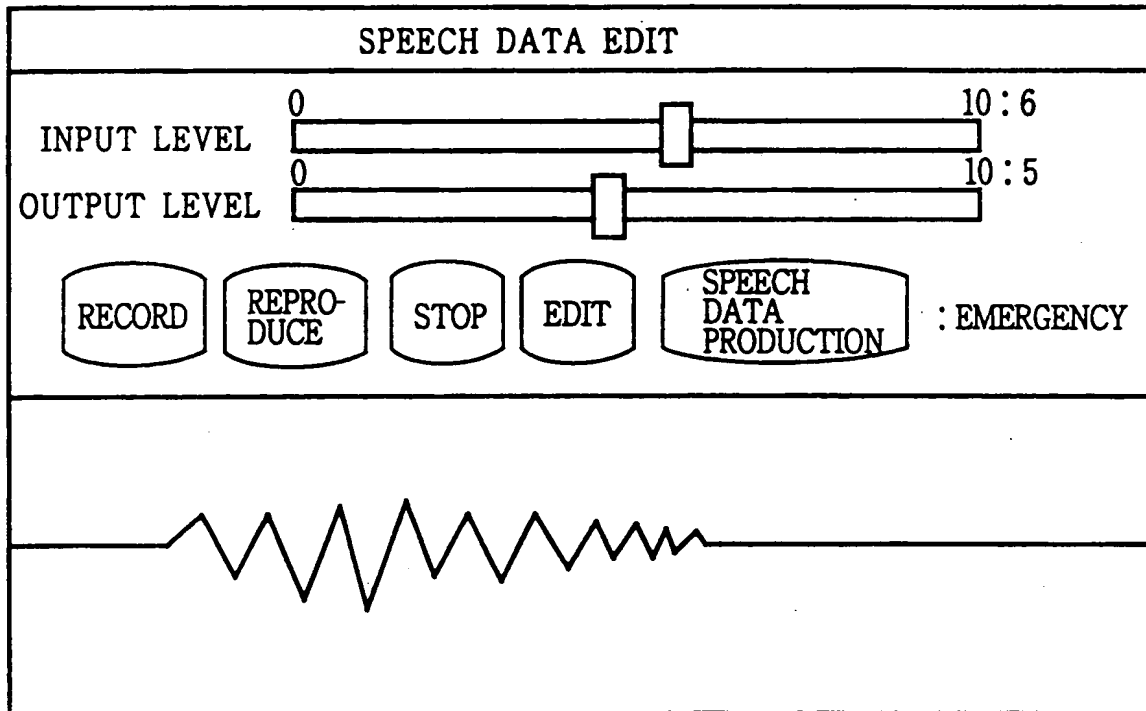 SPEECH DATA EDIT
0 10 : 6
INPUT LEVEL
0 10 : 5
OUTPUT LEVEL
RECORD
REPRO-
DUCE
STOP
EDIT
SPEECH
DATA
PRODUCTION
: EMERGENCY